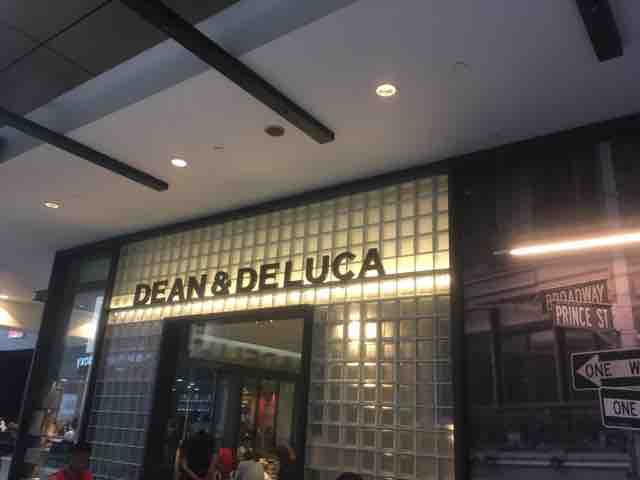 DEAN & DELUCA
BROADWAY
PRINCE ST
ONE W
ONE